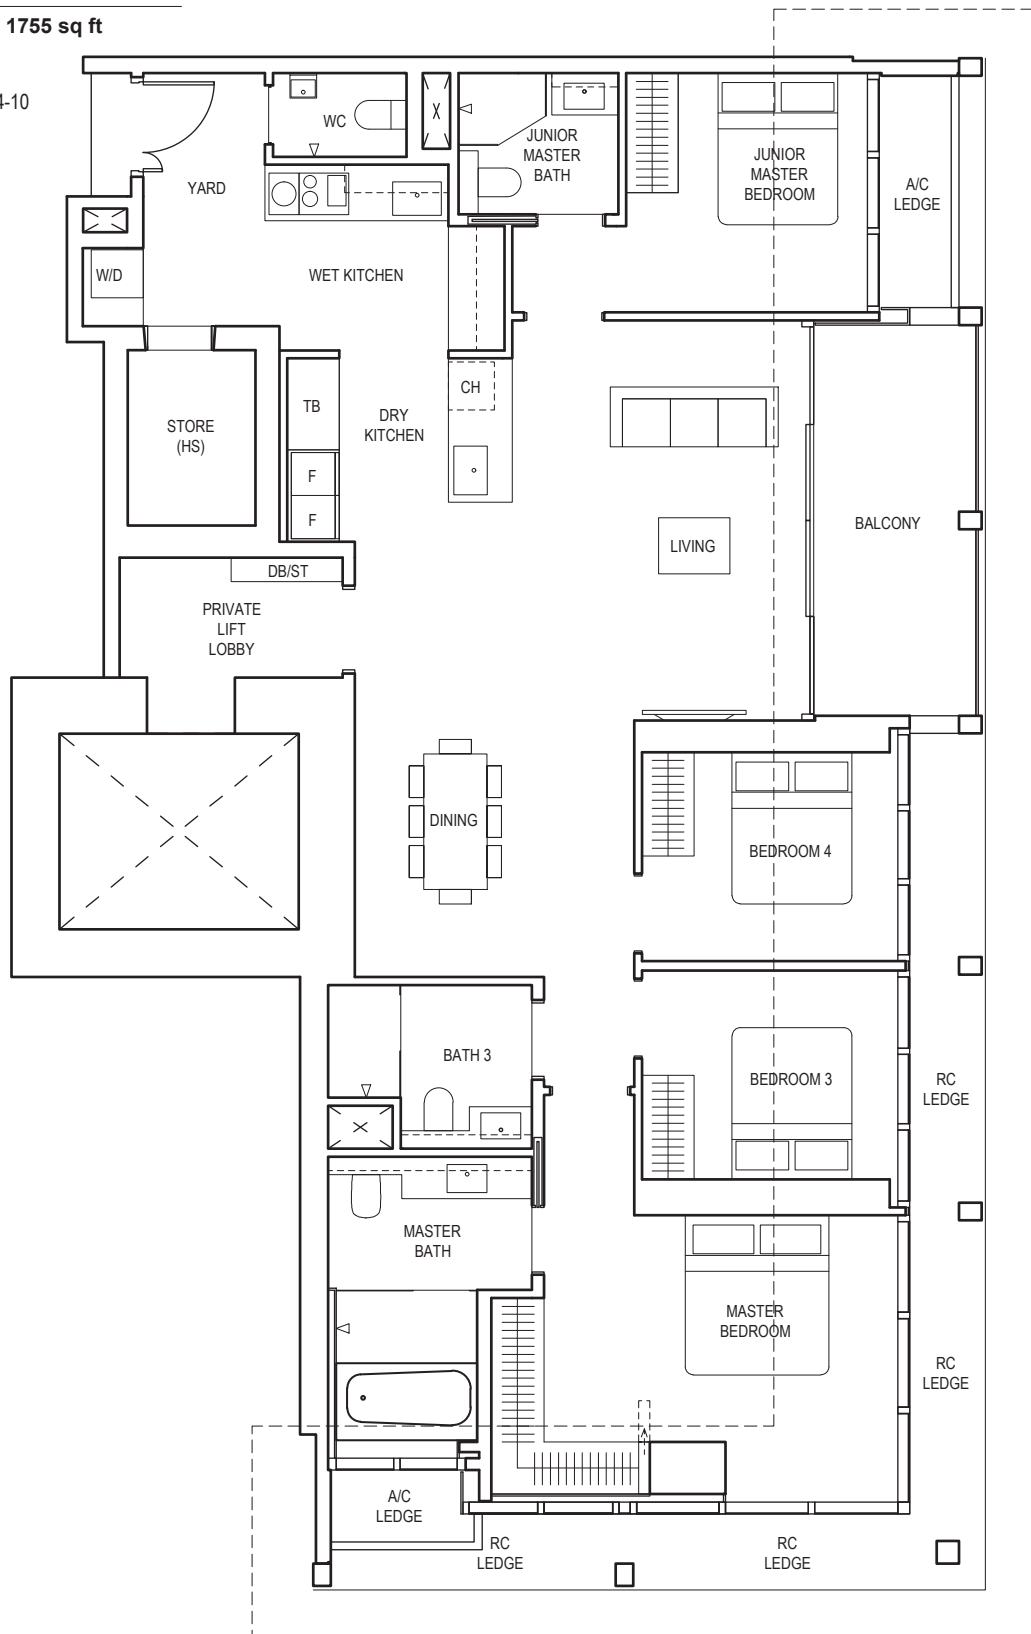 1755 sq ft
4-10
WC
JUNIOR
MASTER
BATH
JUNIOR
MASTER
BEDROOM
A/C
LEDGE
YARD
W/D
WET KITCHEN
CH
TB
DRY
KITCHEN
STORE
(HS)
F
F
BALCONY
LIVING
DB/ST
PRIVATE
LIFT
LOBBY
DINING
BEDROOM 4
BATH 3
BEDROOM 3
RC
LEDGE
MASTER
BATH
MASTER
BEDROOM
RC
LEDGE
A/C
LEDGE
RC
LEDGE
RC
LEDGE